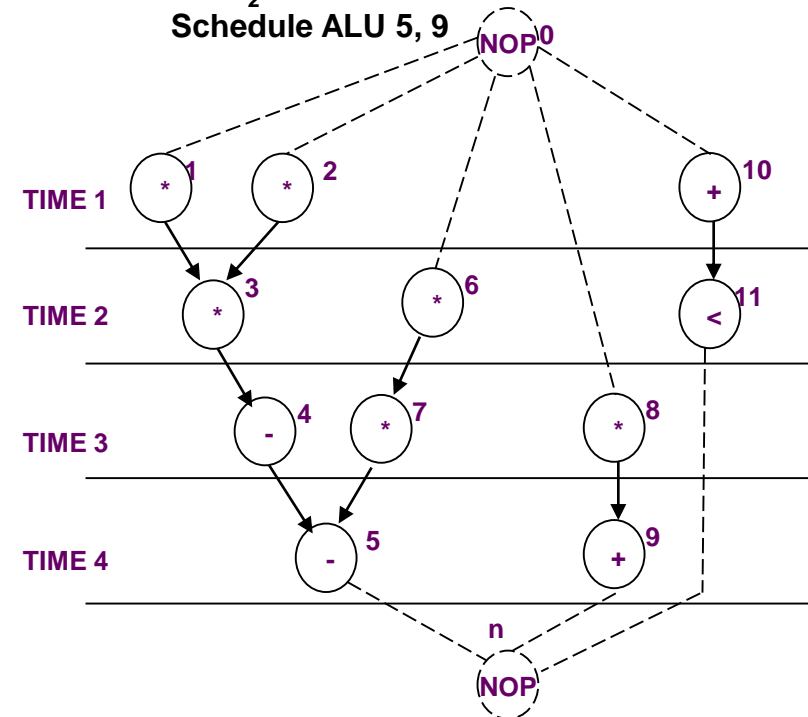 2
Schedule ALU 5, 9
NOP 0
* 1 * 2 + 10
TIME 1
* 3 * 6 < 11
TIME 2
- 4 * 7 * 8
TIME 3
- 5 + 9
TIME 4
n
NOP